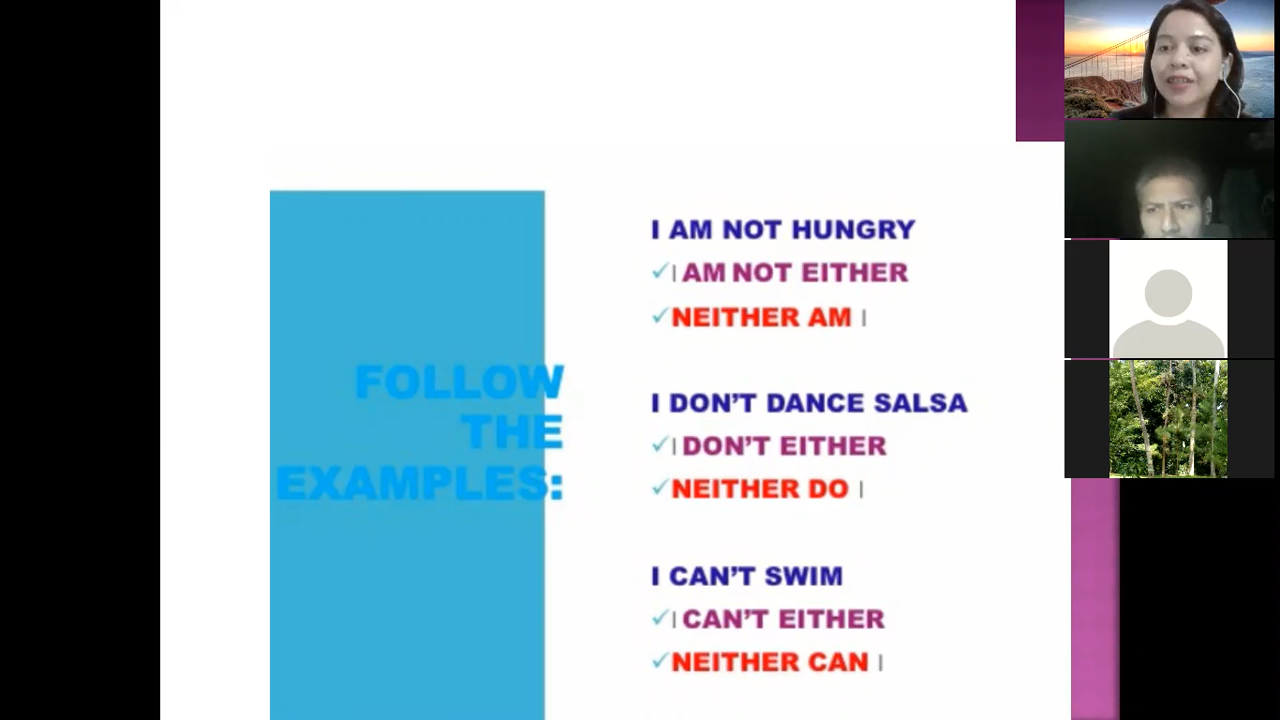 FOLLOW
THE
EXAMPLES:
I AM NOT HUNGRY
✓I AM NOT EITHER
✓NEITHER AM I
I DON’T DANCE SALSA
✓I DON’T EITHER
✓NEITHER DO I
I CAN’T SWIM
✓I CAN’T EITHER
✓NEITHER CAN I